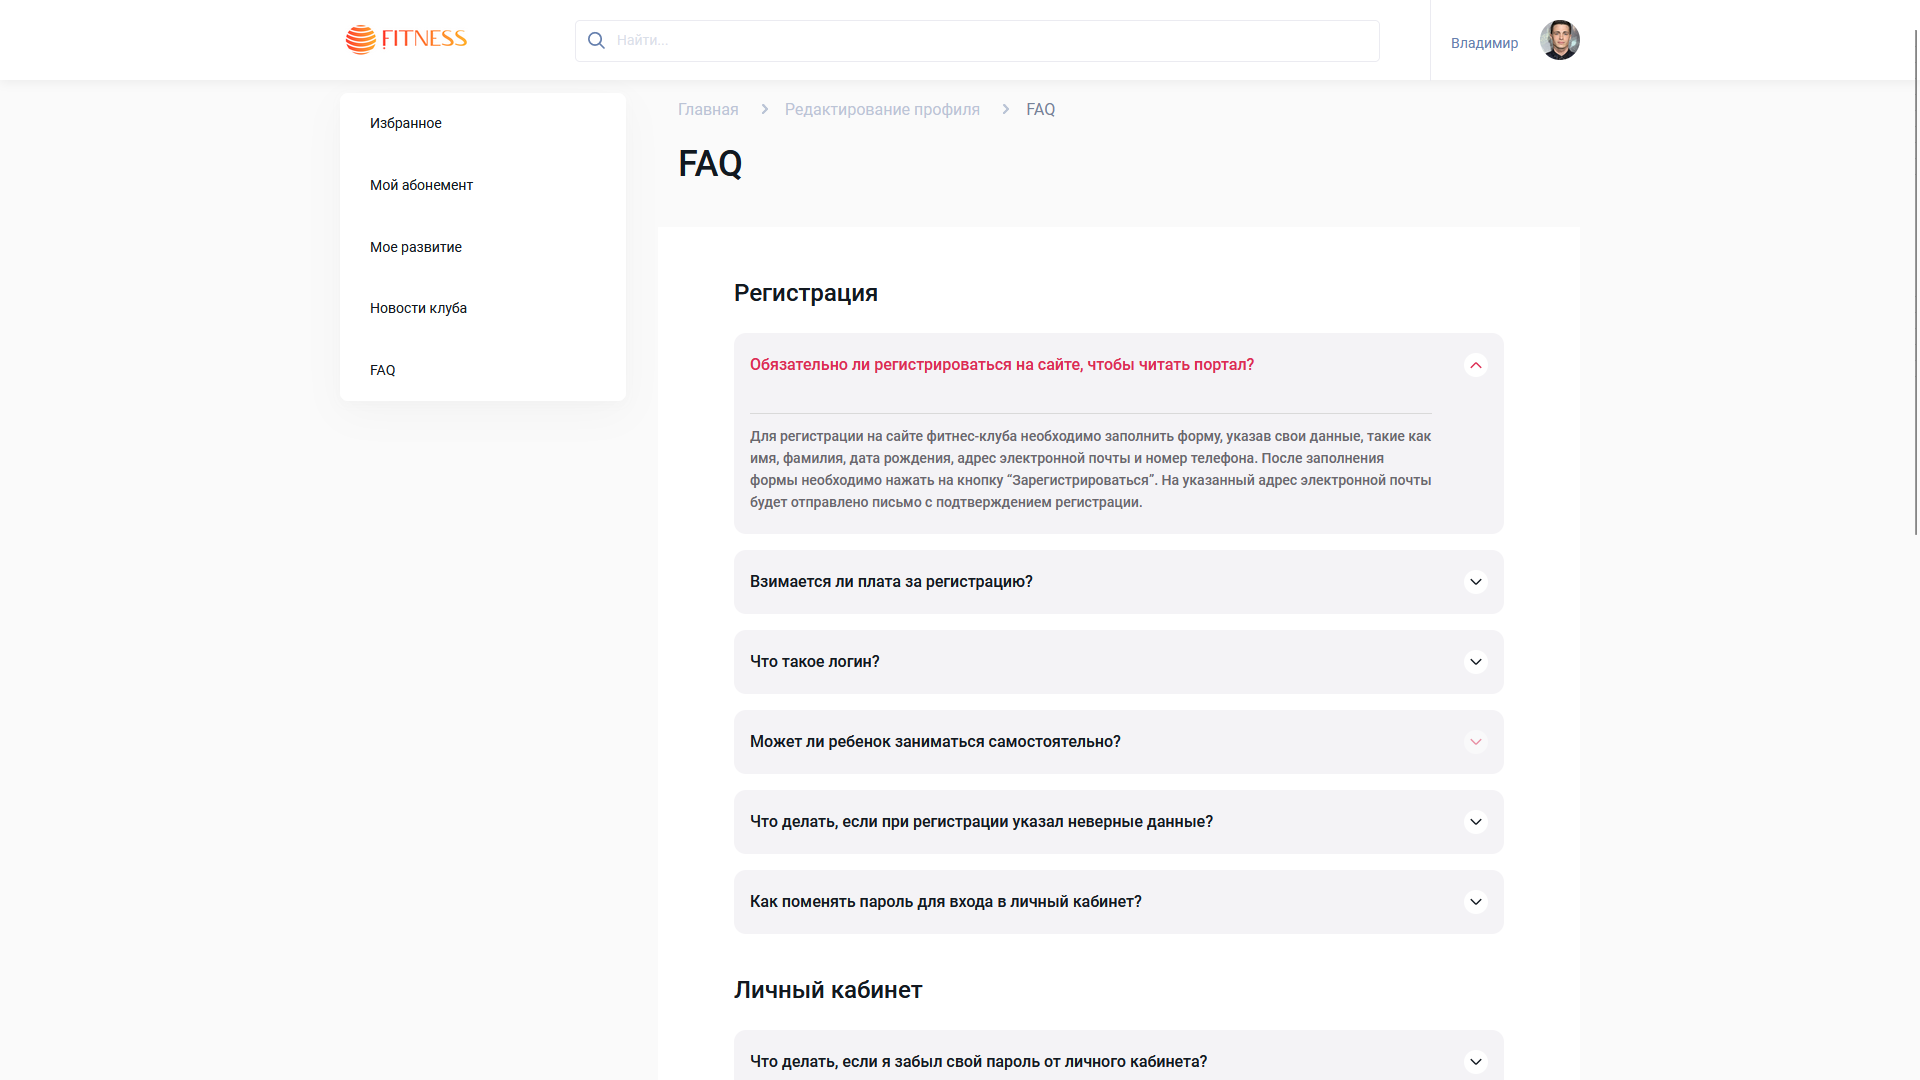 FITNESS
Найти...
Владимир
Избранное
Мой абонемент
Мое развитие
Новости клуба
FAQ
Главная
Редактирование профиля
FAQ
FAQ
Регистрация
Обязательно ли регистрироваться на сайте, чтобы читать портал?
Для регистрации на сайте фитнес-клуба необходимо заполнить форму, указав свои данные, такие как
имя, фамилия, дата рождения, адрес электронной почты и номер телефона. После заполнения
формы необходимо нажать на кнопку “Зарегистрироваться”. На указанный адрес электронной почты
будет отправлено письмо с подтверждением регистрации.
Взимается ли плата за регистрацию?
Что такое логин?
Может ли ребенок заниматься самостоятельно?
Что делать, если при регистрации указал неверные данные?
Как поменять пароль для входа в личный кабинет?
Личный кабинет
Что делать, если я забыл свой пароль от личного кабинета?